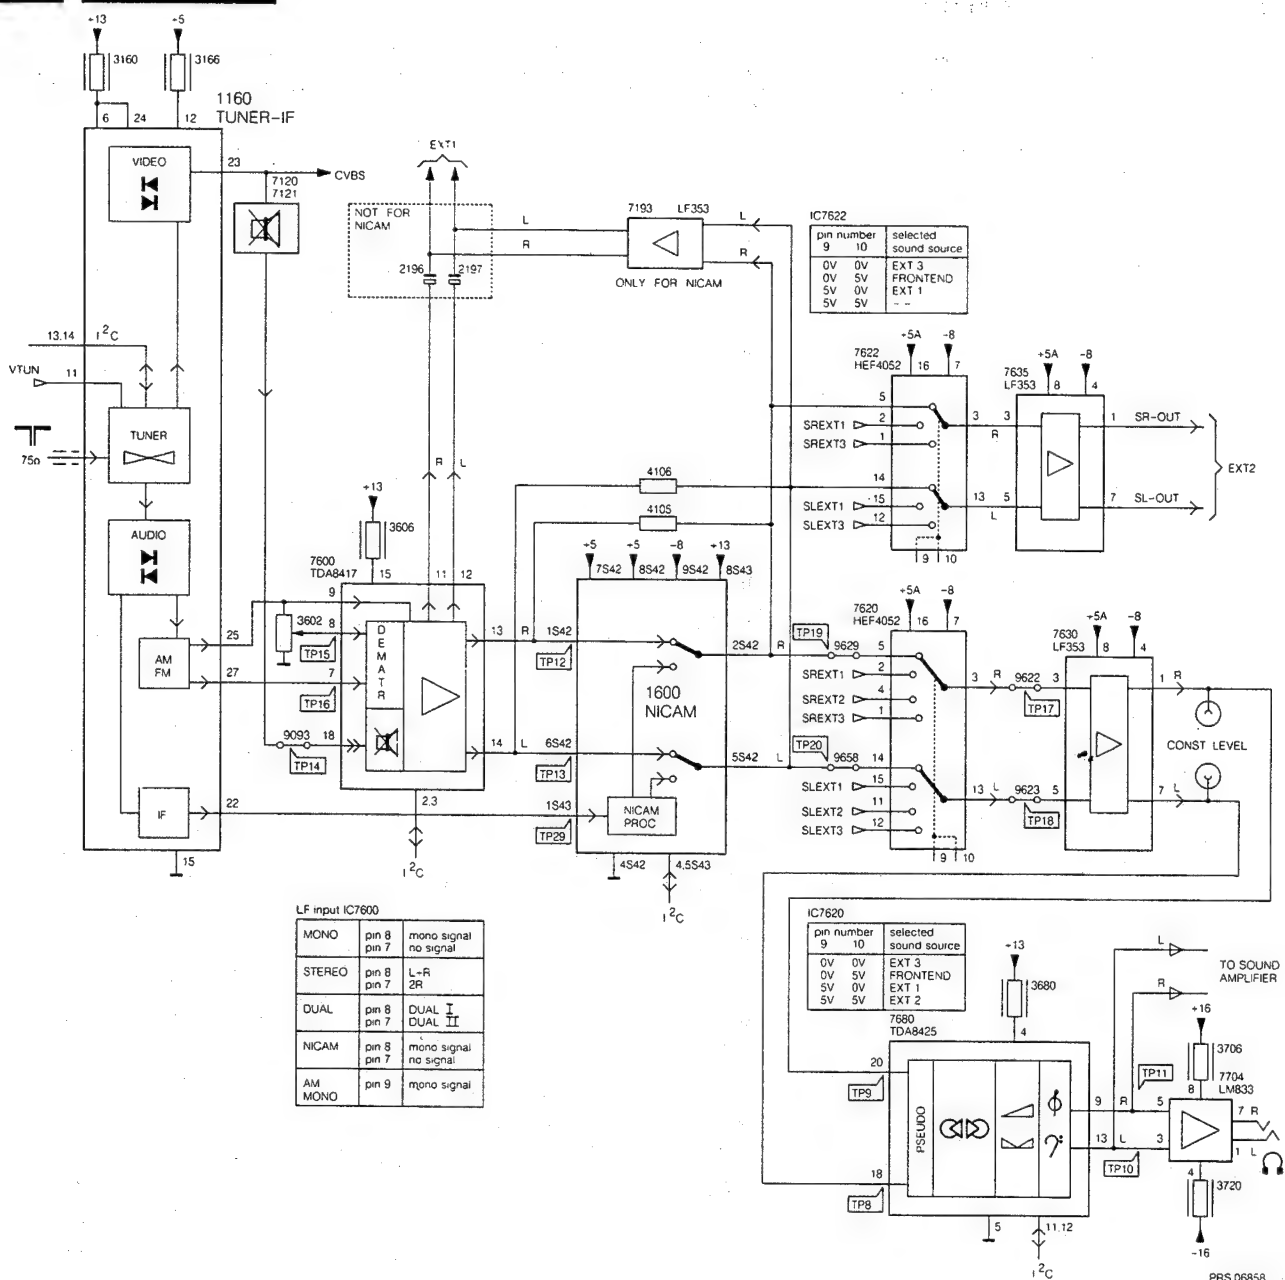 +13
+5
3160
3166
1160
TUNER-IF
6
24
12
VIDEO
23
CVBS
7120
7121
EXT1
NOT FOR
NICAM
2196
2197
L
R
7193 LF353
L
R
ONLY FOR NICAM
IC7622
pin number selected
9 10 sound source
0V 0V EXT 3
0V 5V FRONTEND
5V 0V EXT 1
5V 5V - -
13.14 I²C
VTUN 11
TUNER
75Ω
AUDIO
AM
FM
25
27
IF
22
15
+5A
-8
7622
HEF4052
16
7
5
SREXT1 2
SREXT3 1
14
SLEXT1 15
SLEXT3 12
3
R
13
L
9 10
7635
LF353
+5A
-8
8
4
3
5
1 SR-OUT
7 SL-OUT
EXT2
R L
4106
4105
+13
3606
7600
TDA8417
15
11 12
9
3602
8
TP15
7
TP16
9093 18
TP14
DEMATR
13 R
14 L
2,3
I²C
+5
+5
-8
+13
7S42
8S42
9S42
8S43
1S42
TP12
6S42
TP13
1S43
TP29
1600
NICAM
NICAM
PROC
2S42 R
5S42 L
4S42
4,5S43
I²C
+5A
-8
7620
HEF4052
16
7
TP19
9629 5
SREXT1 2
SREXT2 4
SREXT3 1
TP20
9658 14
SLEXT1 15
SLEXT2 11
SLEXT3 12
9 10
3 R 9622 3
TP17
13 L 9623 5
TP18
7630
LF353
+5A
-8
8
4
1 R
CONST LEVEL
7 L
LF input IC7600
MONO pin 8 mono signal
pin 7 no signal
STEREO pin 8 L+R
pin 7 2R
DUAL pin 8 DUAL I
pin 7 DUAL II
NICAM pin 8 mono signal
pin 7 no signal
AM
MONO pin 9 mono signal
IC7620
pin number selected
9 10 sound source
0V 0V EXT 3
0V 5V FRONTEND
5V 0V EXT 1
5V 5V EXT 2
+13
3680
7680
TDA8425
4
20
TP9
18
TP8
PSEUDO
9 R
13 L
TP11
TP10
5
11.12
I²C
L
R
TO SOUND
AMPLIFIER
+16
3706
7704
LM833
8
5
3
7 R
1 L
4
3720
-16
PRS 06858